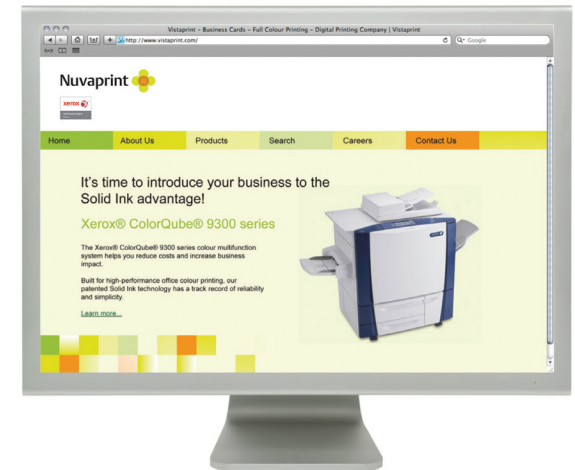 Vistaprint – Business Cards – Full Colour Printing – Digital Printing Company | Vistaprint
http://www.vistaprint.com/
Google
Nuvaprint
xerox
Home About Us Products Search Careers Contact Us
It's time to introduce your business to the
Solid Ink advantage!
Xerox® ColorQube® 9300 series
The Xerox® ColorQube® 9300 series colour multifunction
system helps you reduce costs and increase business
impact.
Built for high-performance office
colour printing, our
patented Solid Ink technology has a track record of reliability
and simplicity.
Learn more...